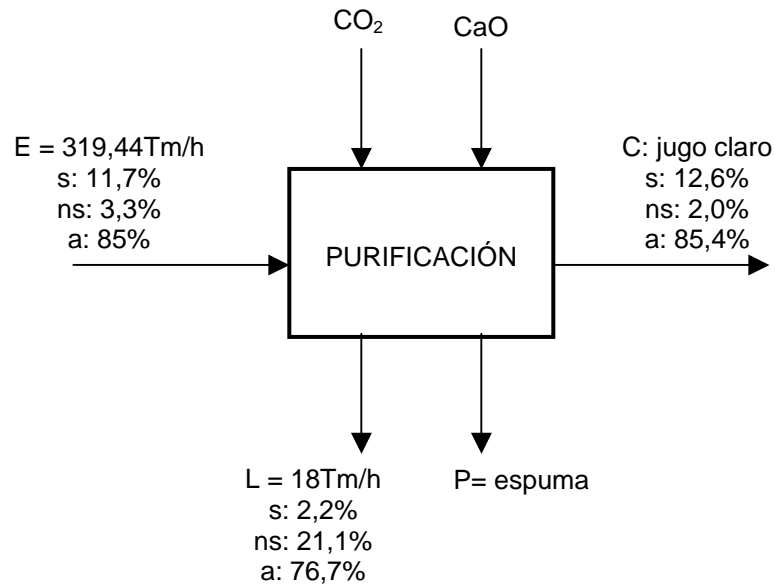 CO₂
CaO
E = 319,44Tm/h
s: 11,7%
ns: 3,3%
a: 85%
C: jugo claro
s: 12,6%
ns: 2,0%
a: 85,4%
PURIFICACIÓN
L = 18Tm/h
s: 2,2%
ns: 21,1%
a: 76,7%
P= espuma